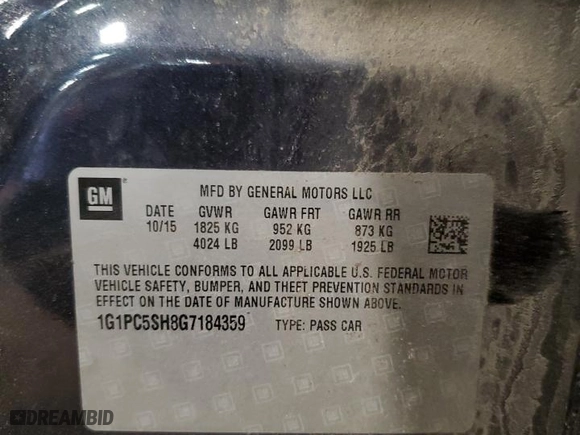 GM
MFD BY GENERAL MOTORS LLC
DATE GVWR GAWR FRT GAWR RR
10/15 1825 KG 952 KG 873 KG
4024 LB 2099 LB 1925 LB
THIS VEHICLE CONFORMS TO ALL APPLICABLE U.S. FEDERAL MOTOR
VEHICLE SAFETY, BUMPER, AND THEFT PREVENTION STANDARDS IN
EFFECT ON THE DATE OF MANUFACTURE SHOWN ABOVE.
1G1PC5SH8G7184359 TYPE: PASS CAR
DREAMBID